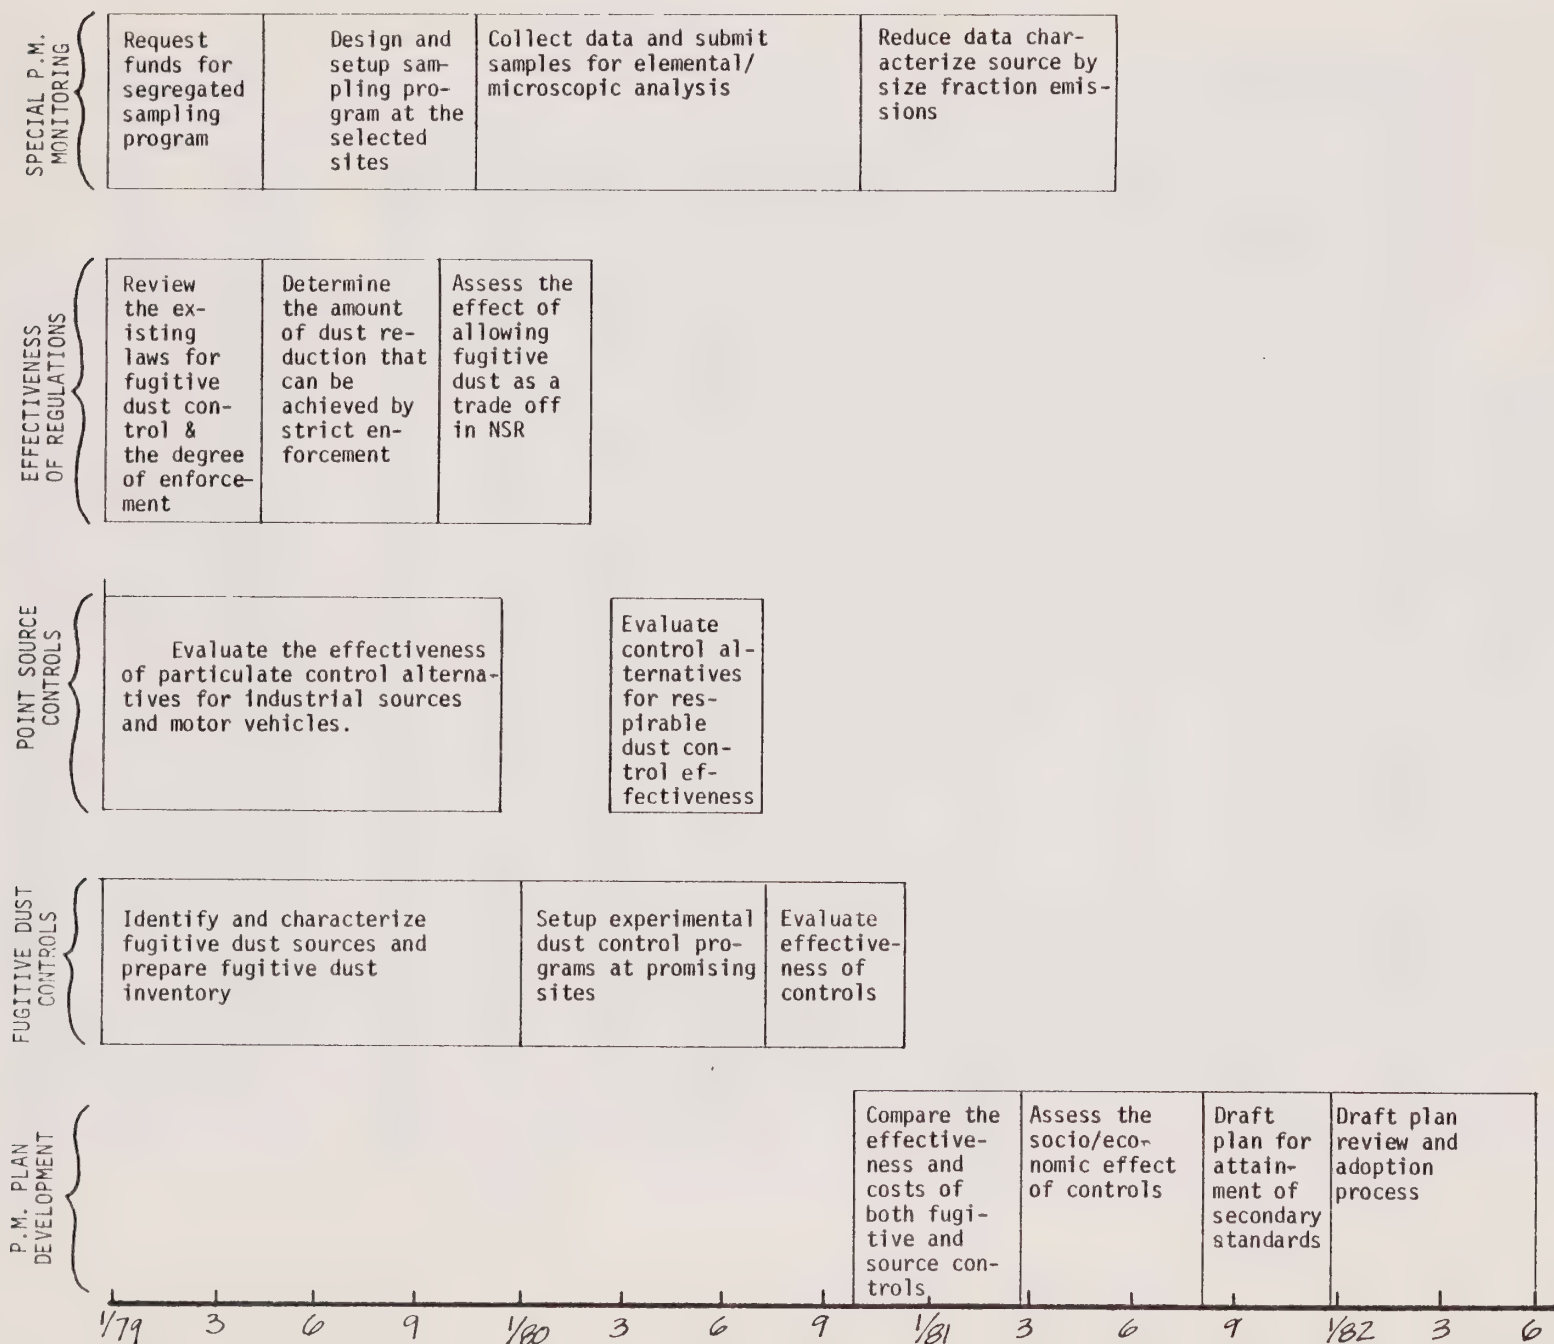 SPECIAL P.M.
MONITORING
Request
funds for
segregated
sampling
program
Design and
setup sam-
pling pro-
gram at the
selected
sites
Collect data and submit
samples for elemental/
microscopic analysis
Reduce data char-
acterize source by
size fraction emis-
sions
EFFECTIVENESS
OF REGULATIONS
Review
the ex-
isting
laws for
fugitive
dust con-
trol &
the degree
of enforce-
ment
Determine
the amount
of dust re-
duction that
can be
achieved by
strict en-
forcement
Assess the
effect of
allowing
fugitive
dust as a
trade off
in NSR
POINT SOURCE
CONTROLS
Evaluate the effectiveness
of particulate control alterna-
tives for industrial sources
and motor vehicles.
Evaluate
control al-
ternatives
for res-
pirable
dust con-
trol ef-
fectiveness
FUGITIVE DUST
CONTROLS
Identify and characterize
fugitive dust sources and
prepare fugitive dust
inventory
Setup experimental
dust control pro-
grams at promising
sites
Evaluate
effective-
ness of
controls
P.M. PLAN
DEVELOPMENT
Compare the
effective-
ness and
costs of
both fugi-
tive and
source con-
trols
Assess the
socio/eco-
nomic effect
of controls
Draft
plan for
attain-
ment of
secondary
standards
Draft plan
review and
adoption
process
1/79 3 6 9 1/80 3 6 9 1/81 3 6 9 1/82 3 6